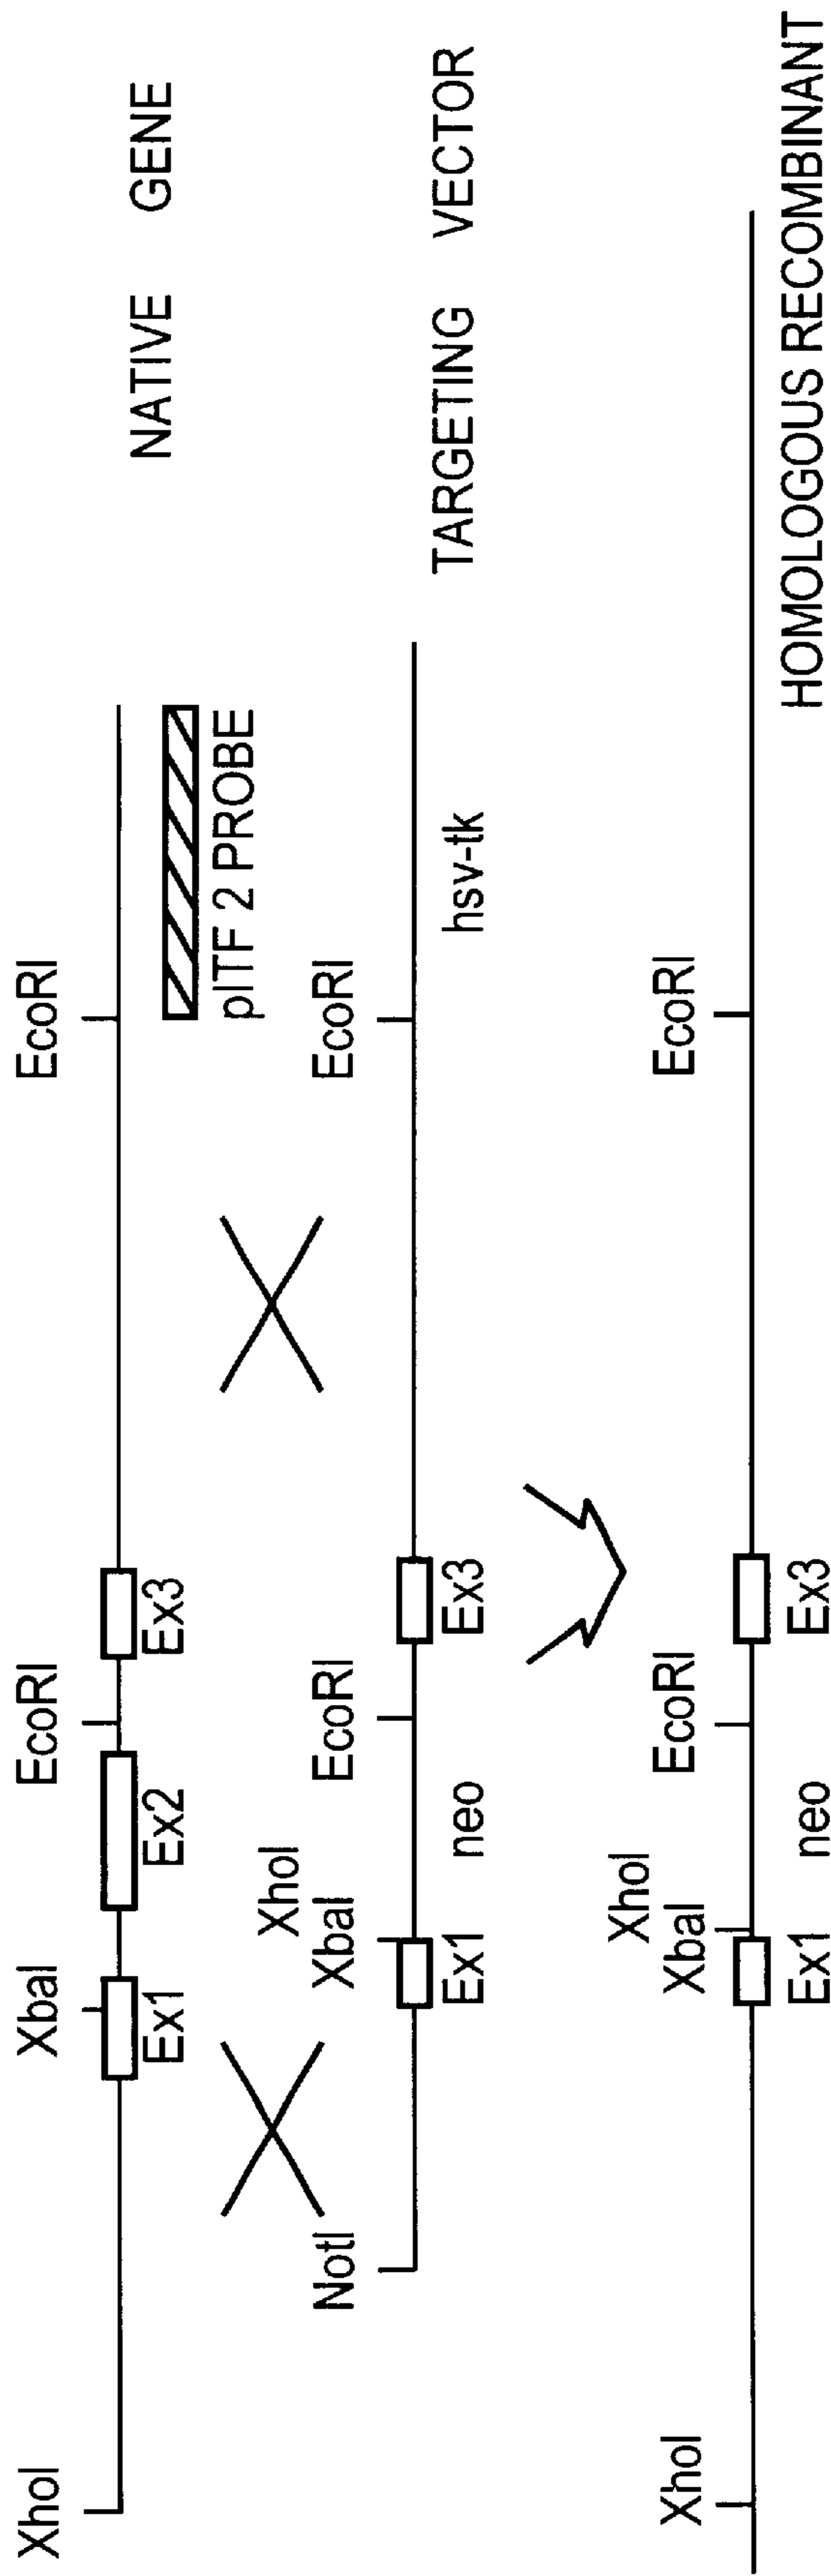 XhoI XbaI EcoRI EcoRI
Ex1 Ex2 Ex3
pITF 2 PROBE
NATIVE GENE
XhoI
NotI XbaI EcoRI EcoRI
Ex1 neo Ex3 hsv-tk
TARGETING VECTOR
XhoI
XhoI XbaI EcoRI EcoRI
Ex1 neo Ex3
HOMOLOGOUS RECOMBINANT